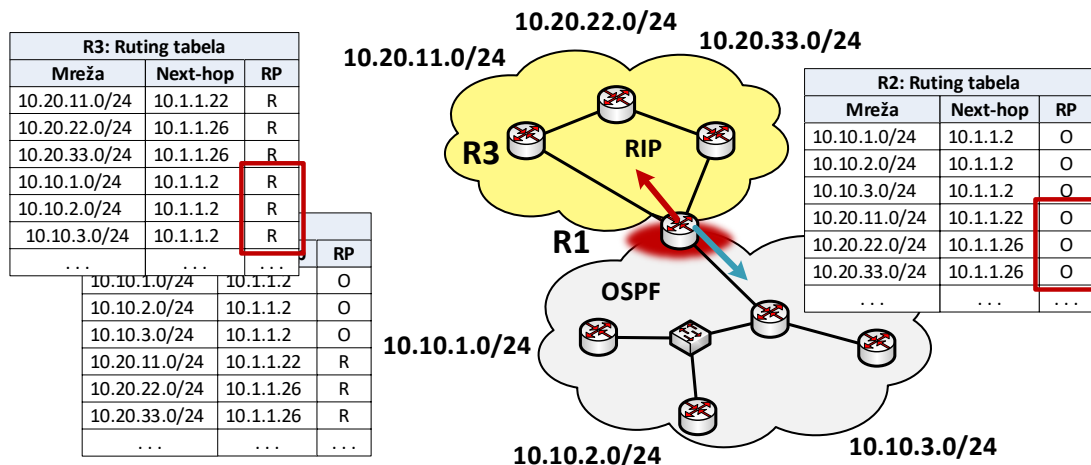 10.20.22.0/24
10.20.33.0/24
10.20.11.0/24
R3: Ruting tabela
Mreža Next-hop RP
10.20.11.0/24 10.1.1.22 R
10.20.22.0/24 10.1.1.26 R
10.20.33.0/24 10.1.1.26 R
10.10.1.0/24 10.1.1.2 R
10.10.2.0/24 10.1.1.2 R
10.10.3.0/24 10.1.1.2 R
. . . . . . . . .
RP
10.10.1.0/24 10.1.1.2 O
10.10.2.0/24 10.1.1.2 O
10.10.3.0/24 10.1.1.2 O
10.20.11.0/24 10.1.1.22 R
10.20.22.0/24 10.1.1.26 R
10.20.33.0/24 10.1.1.26 R
. . . . . . . . .
R3
RIP
R1
OSPF
R2: Ruting tabela
Mreža Next-hop RP
10.10.1.0/24 10.1.1.2 O
10.10.2.0/24 10.1.1.2 O
10.10.3.0/24 10.1.1.2 O
10.20.11.0/24 10.1.1.22 O
10.20.22.0/24 10.1.1.26 O
10.20.33.0/24 10.1.1.26 O
. . . . . . . . .
10.10.1.0/24
10.10.2.0/24
10.10.3.0/24